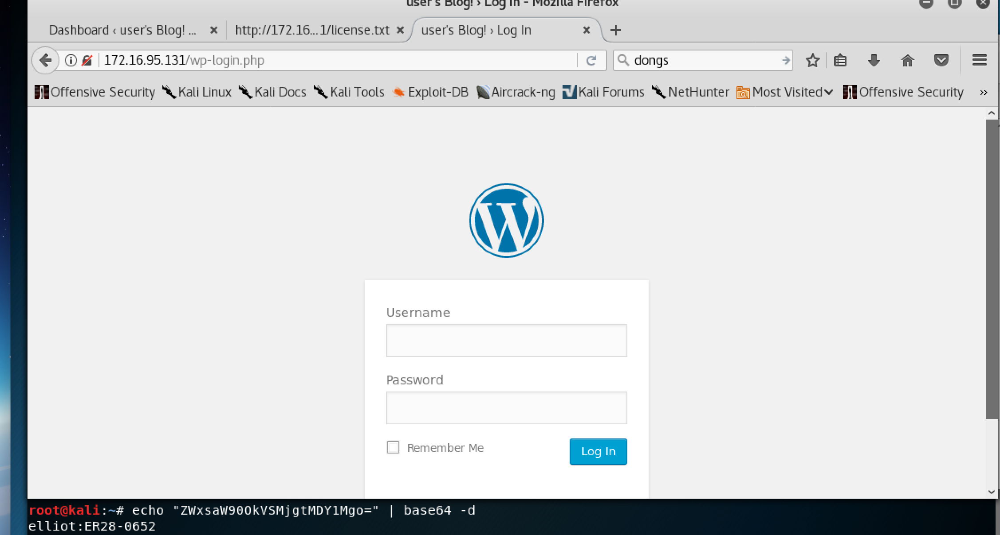 user's Blog! › Log In - Mozilla Firefox
Dashboard ‹ user's Blog! ...
http://172.16...1/license.txt
user's Blog! › Log In
172.16.95.131/wp-login.php
dongs
Offensive Security
Kali Linux
Kali Docs
Kali Tools
Exploit-DB
Aircrack-ng
Kali Forums
NetHunter
Most Visited
Offensive Security
Username
Password
Remember Me
Log In
root@kali:~# echo "ZWxsaW90OkVSMjgtMDY1Mgo=" | base64 -d
elliot:ER28-0652